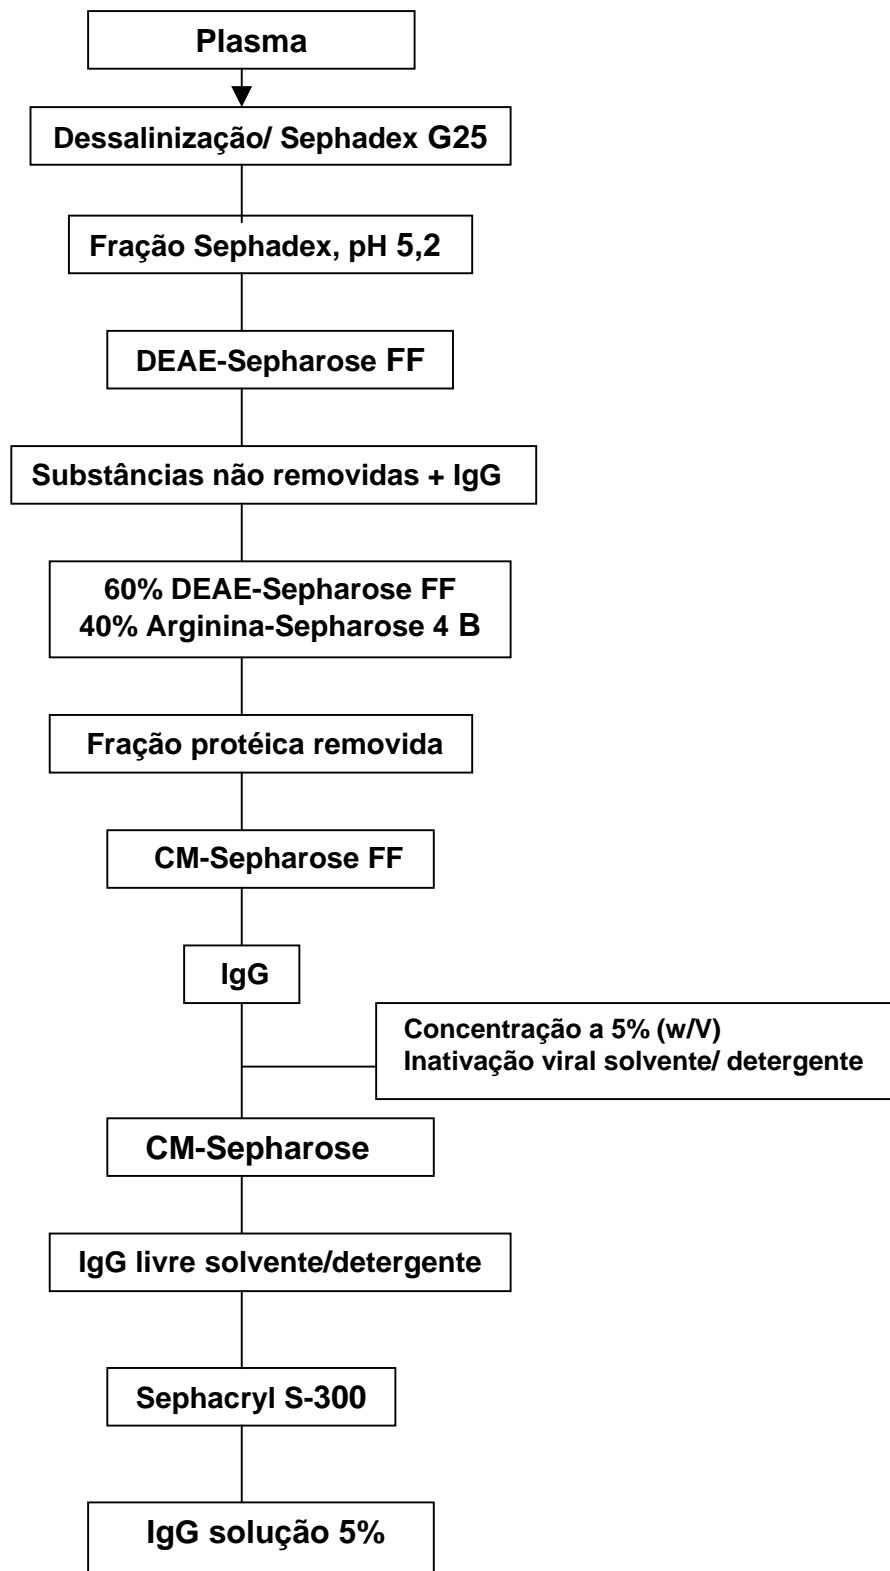 Plasma
Dessalinização/ Sephadex G25
Fração Sephadex, pH 5,2
DEAE-Sepharose FF
Substâncias não removidas + IgG
60% DEAE-Sepharose FF
40% Arginina-Sepharose 4 B
Fração protéica removida
CM-Sepharose FF
IgG
Concentração a 5% (w/V)
Inativação viral solvente/ detergente
CM-Sepharose
IgG livre solvente/detergente
Sephacryl S-300
IgG solução 5%